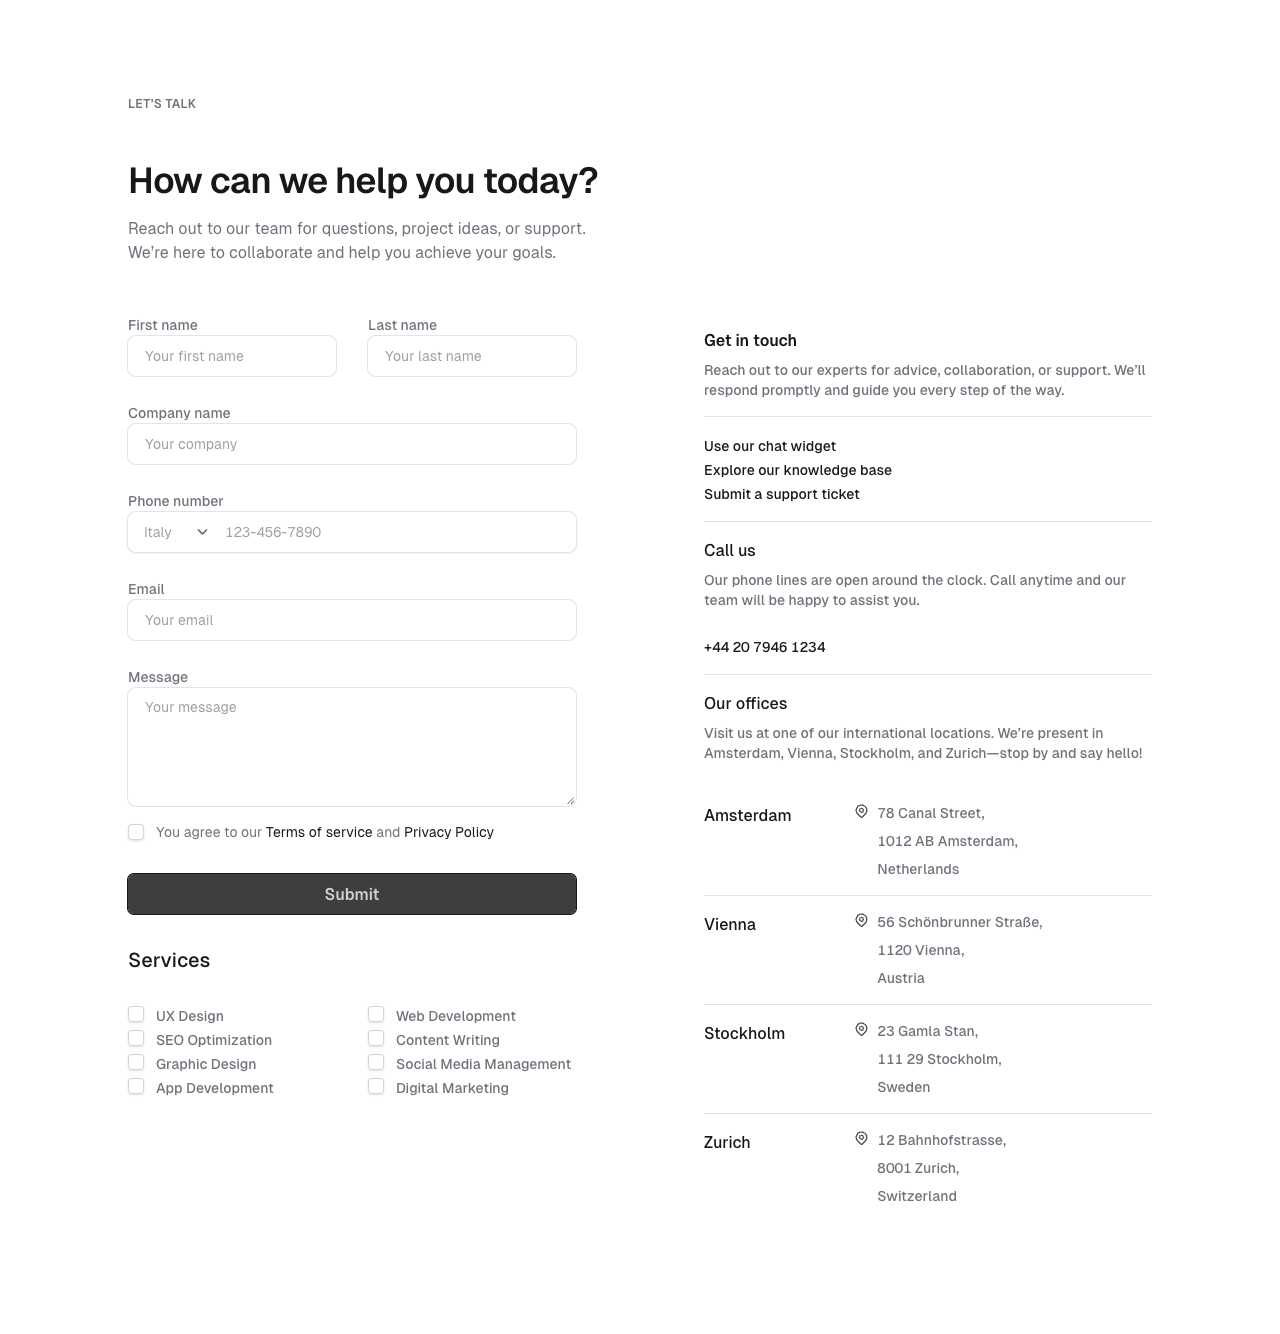 LET’S TALK
How can we help you today?
Reach out to our team for questions, project ideas, or support.
We’re here to collaborate and help you achieve your goals.
First name
Last name
Your first name
Your last name
Company name
Your company
Phone number
Italy
123-456-7890
Email
Your email
Message
Your message
You agree to our Terms of service and Privacy Policy
Submit
Services
UX Design
SEO Optimization
Graphic Design
App Development
Web Development
Content Writing
Social Media Management
Digital Marketing
Get in touch
Reach out to our experts for advice, collaboration, or support. We’ll
respond promptly and guide you every step of the way.
Use our chat widget
Explore our knowledge base
Submit a support ticket
Call us
Our phone lines are open around the clock. Call anytime and our
team will be happy to assist you.
+44 20 7946 1234
Our offices
Visit us at one of our international locations. We’re present in
Amsterdam, Vienna, Stockholm, and Zurich—stop by and say hello!
Amsterdam
78 Canal Street,
1012 AB Amsterdam,
Netherlands
Vienna
56 Schönbrunner Straße,
1120 Vienna,
Austria
Stockholm
23 Gamla Stan,
111 29 Stockholm,
Sweden
Zurich
12 Bahnhofstrasse,
8001 Zurich,
Switzerland